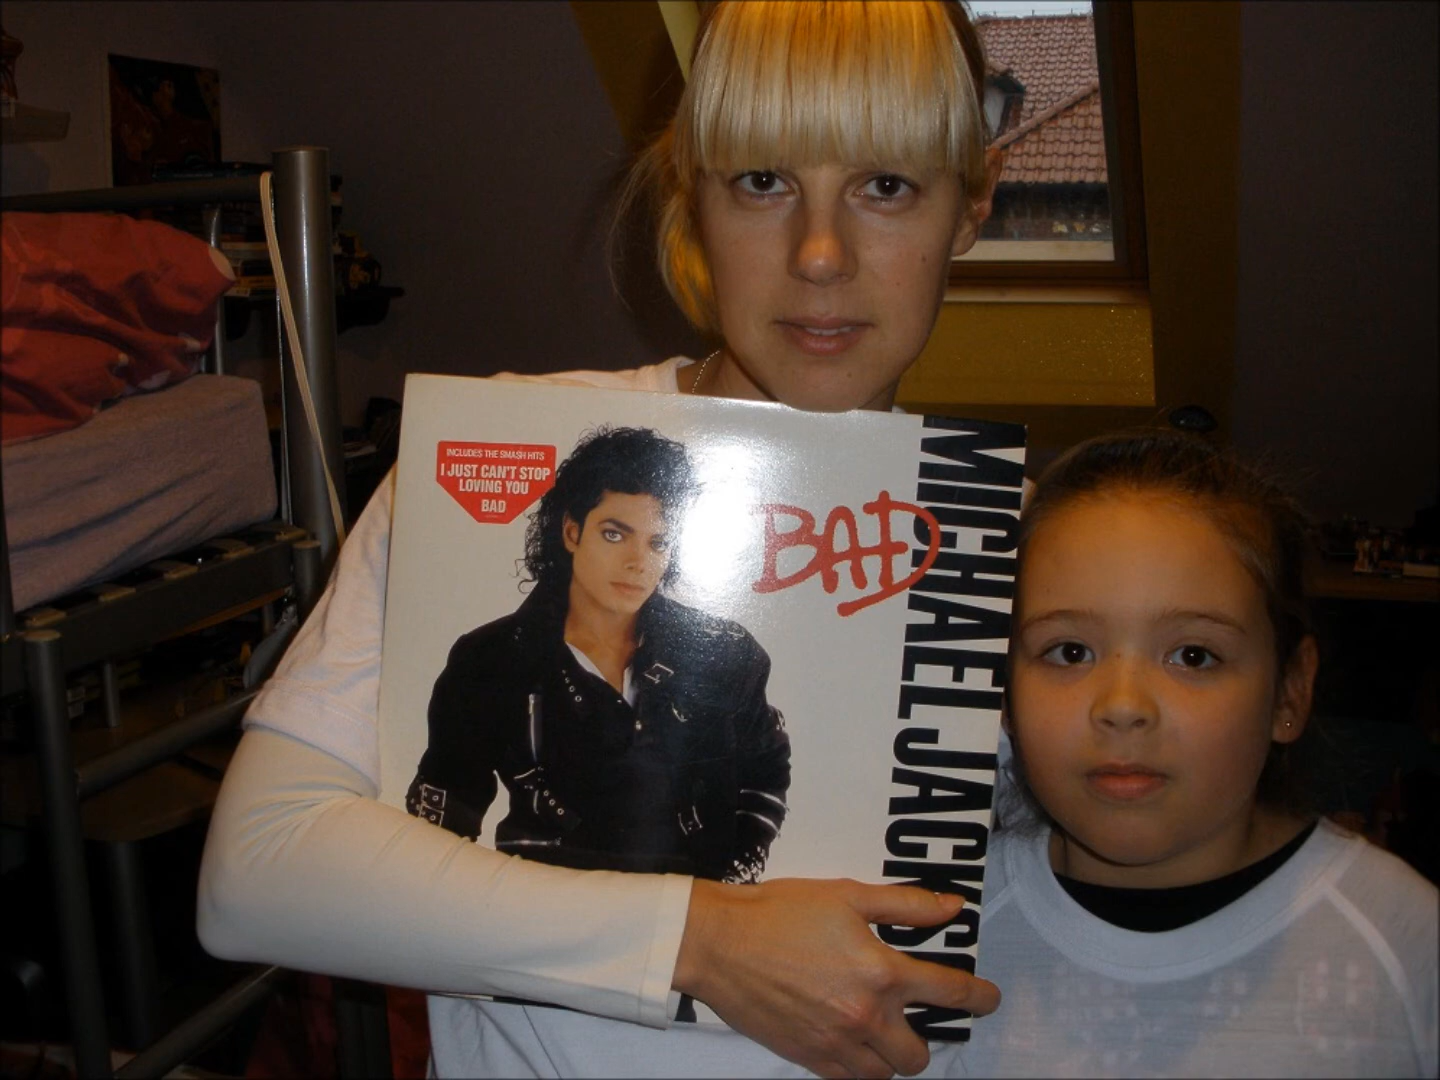 INCLUDES THE SMASH HITS
I JUST CAN'T STOP
LOVING YOU
BAD
BAD
MICHAEL JACKSON